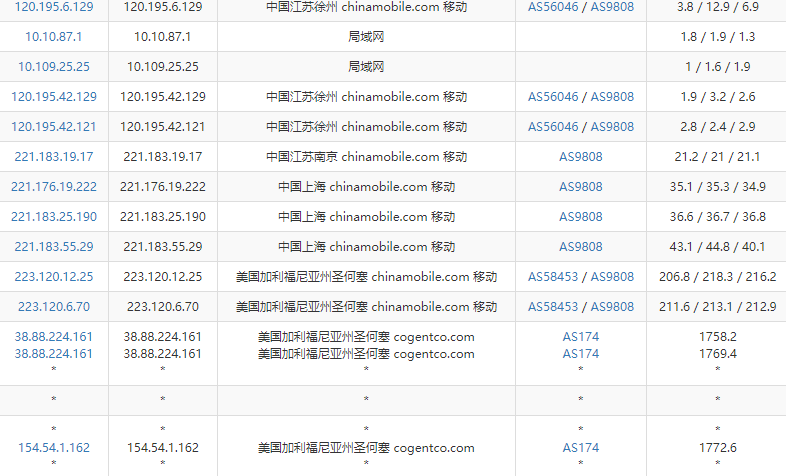 120.195.6.129 120.195.6.129 中国江苏徐州 chinamobile.com 移动 AS56046 / AS9808 3.8 / 12.9 / 6.9
10.10.87.1 10.10.87.1 局域网 1.8 / 1.9 / 1.3
10.109.25.25 10.109.25.25 局域网 1 / 1.6 / 1.9
120.195.42.129 120.195.42.129 中国江苏徐州 chinamobile.com 移动 AS56046 / AS9808 1.9 / 3.2 / 2.6
120.195.42.121 120.195.42.121 中国江苏徐州 chinamobile.com 移动 AS56046 / AS9808 2.8 / 2.4 / 2.9
221.183.19.17 221.183.19.17 中国江苏南京 chinamobile.com 移动 AS9808 21.2 / 21 / 21.1
221.176.19.222 221.176.19.222 中国上海 chinamobile.com 移动 AS9808 35.1 / 35.3 / 34.9
221.183.25.190 221.183.25.190 中国上海 chinamobile.com 移动 AS9808 36.6 / 36.7 / 36.8
221.183.55.29 221.183.55.29 中国上海 chinamobile.com 移动 AS9808 43.1 / 44.8 / 40.1
223.120.12.25 223.120.12.25 美国加利福尼亚州圣何塞 chinamobile.com 移动 AS58453 / AS9808 206.8 / 218.3 / 216.2
223.120.6.70 223.120.6.70 美国加利福尼亚州圣何塞 chinamobile.com 移动 AS58453 / AS9808 211.6 / 213.1 / 212.9
38.88.224.161 38.88.224.161 美国加利福尼亚州圣何塞 cogentco.com AS174 1758.2
38.88.224.161 38.88.224.161 美国加利福尼亚州圣何塞 cogentco.com AS174 1769.4
* * * * *
* * * * *
* * * * *
154.54.1.162 154.54.1.162 美国加利福尼亚州圣何塞 cogentco.com AS174 1772.6
* * * * *